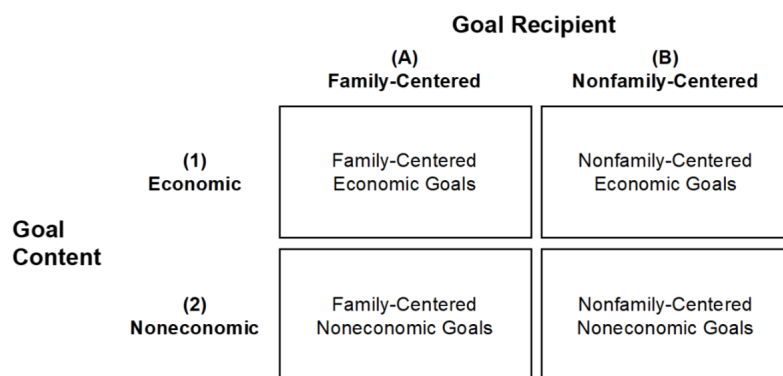 Goal Recipient
(A)
Family-Centered
(B)
Nonfamily-Centered
(1)
Economic
Family-Centered
Economic Goals
Nonfamily-Centered
Economic Goals
Goal
Content
(2)
Noneconomic
Family-Centered
Noneconomic Goals
Nonfamily-Centered
Noneconomic Goals